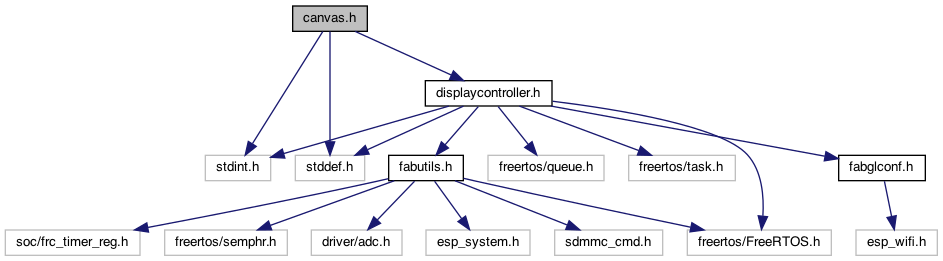 canvas.h
displaycontroller.h
stdint.h
stddef.h
fabutils.h
freertos/queue.h
freertos/task.h
fabglconf.h
soc/frc_timer_reg.h
freertos/semphr.h
driver/adc.h
esp_system.h
sdmmc_cmd.h
freertos/FreeRTOS.h
esp_wifi.h